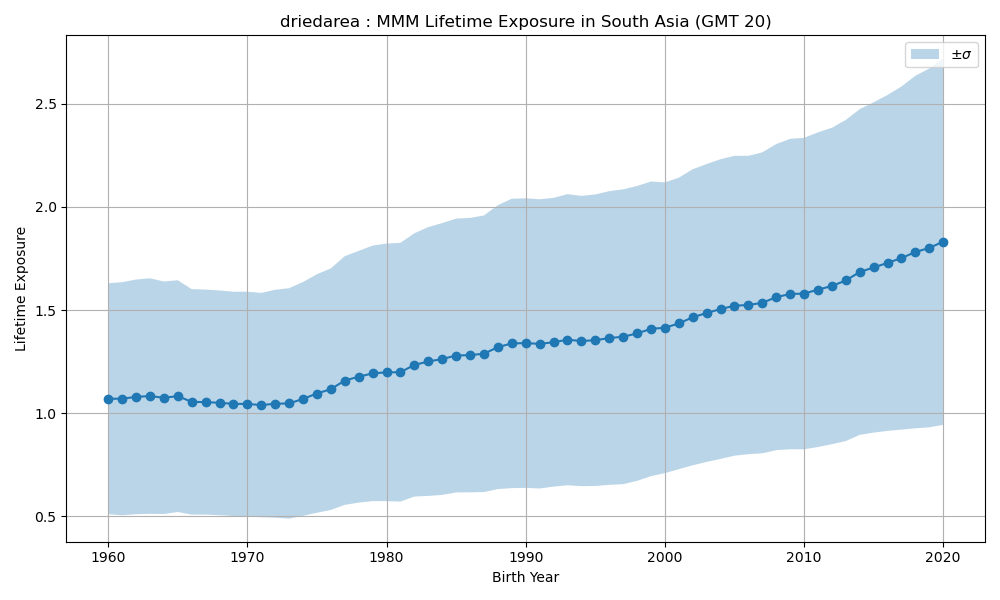 driedarea : MMM Lifetime Exposure in South Asia (GMT 20)
±σ
Lifetime Exposure
2.5
2.0
1.5
1.0
0.5
1960 1970 1980 1990 2000 2010 2020
Birth Year